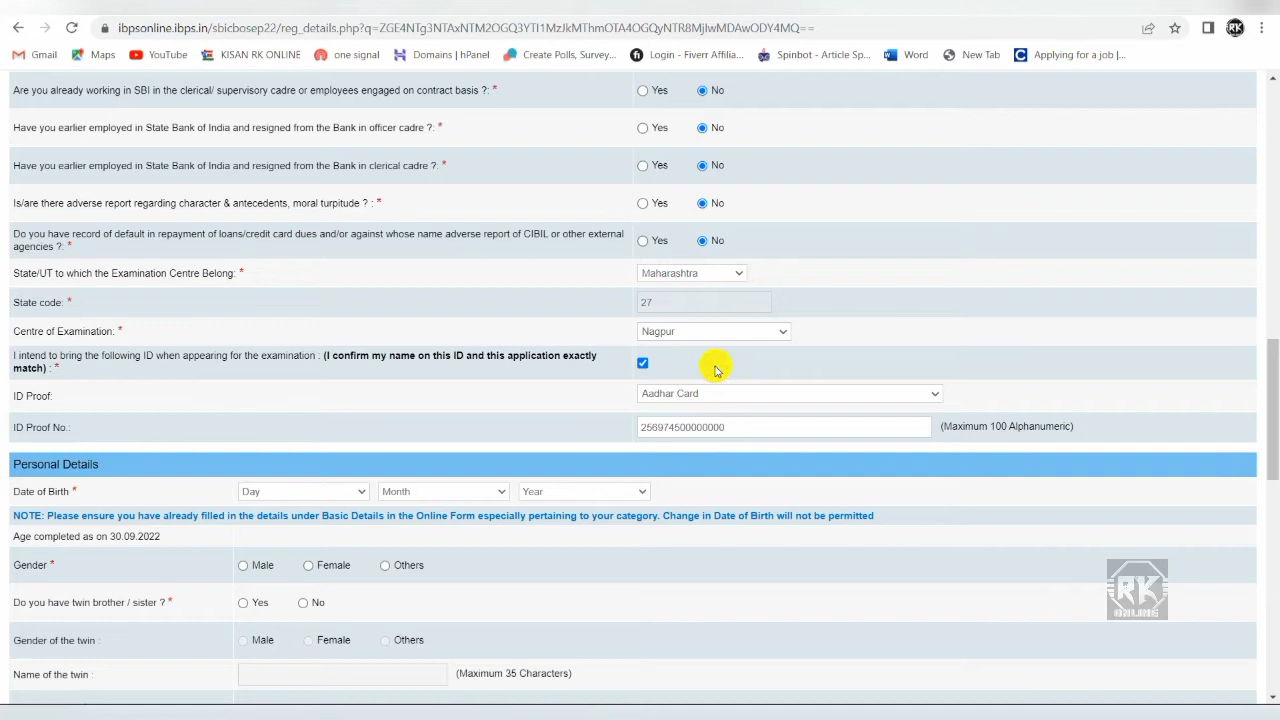 ibpsonline.ibps.in/sbicbosep22/reg_details.php?q=ZGE4NTg3NTAxNTM2OGQ3YTI1MzJkMThmOTA4OGQyNTR8MjIwMDAwODY4MQ==
Gmail Maps YouTube KISAN RK ONLINE one signal Domains | hPanel Create Polls, Survey... Login - Fiverr Affilia... Spinbot - Article Sp... Word New Tab Applying for a job |...
Are you already working in SBI in the clerical/ supervisory cadre or employees engaged on contract basis ?: * Yes No
Have you earlier employed in State Bank of India and resigned from the Bank in officer cadre ?: * Yes No
Have you earlier employed in State Bank of India and resigned from the Bank in clerical cadre ?: * Yes No
Is/are there adverse report regarding character & antecedents, moral turpitude ? : * Yes No
Do you have record of default in repayment of loans/credit card dues and/or against whose name adverse report of CIBIL or other external
agencies ?: * Yes No
State/UT to which the Examination Centre Belong: * Maharashtra
State code: * 27
Centre of Examination: * Nagpur
I intend to bring the following ID when appearing for the examination : (I confirm my name on this ID and this application exactly
match) : *
ID Proof: Aadhar Card
ID Proof No.: 256974500000000 (Maximum 100 Alphanumeric)
Personal Details
Date of Birth * Day Month Year
NOTE: Please ensure you have already filled in the details under Basic Details in the Online Form especially pertaining to your category. Change in Date of Birth will not be permitted
Age completed as on 30.09.2022
Gender * Male Female Others
Do you have twin brother / sister ? * Yes No
Gender of the twin : Male Female Others
Name of the twin : (Maximum 35 Characters)
RK
ONLINE